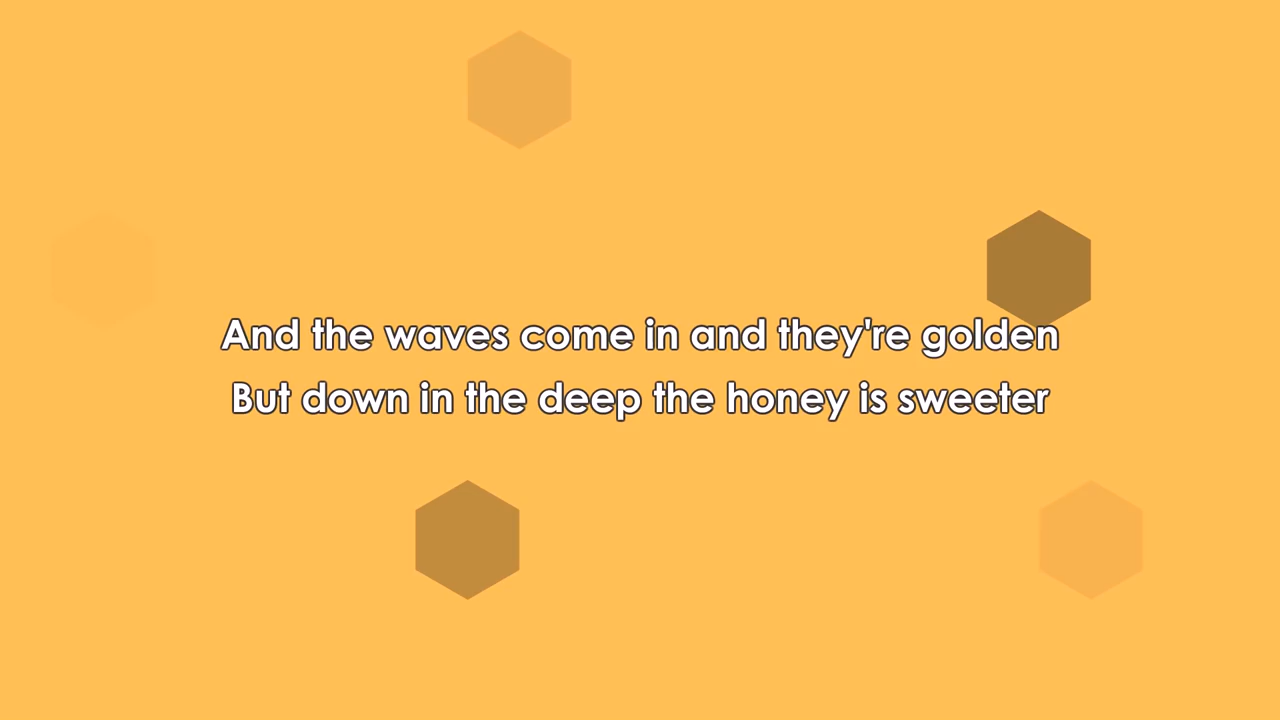 And the waves come in and they're golden
But down in the deep the honey is sweeter